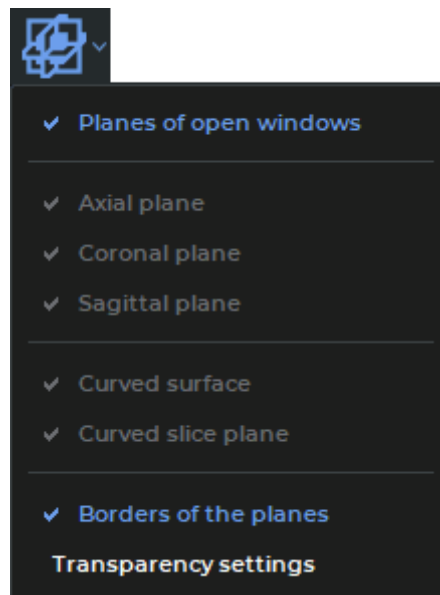 Planes of open windows
Axial plane
Coronal plane
Sagittal plane
Curved surface
Curved slice plane
Borders of the planes
Transparency settings